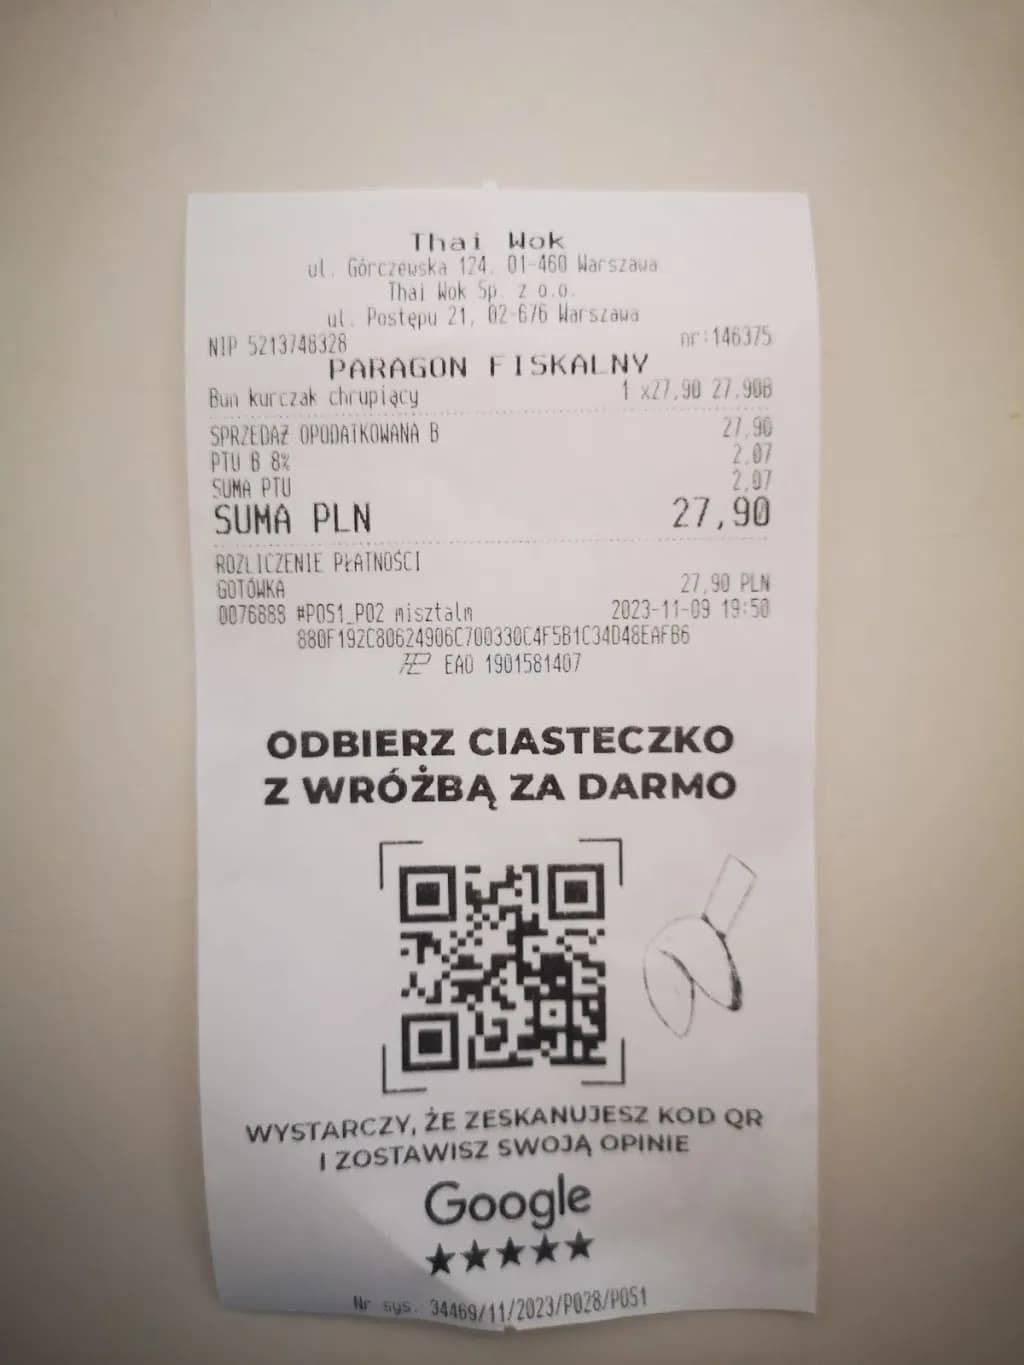 Thai Wok
ul. Górczewska 124, 01-460 Warszawa
Thai Wok Sp. z o.o.
ul. Postępu 21, 02-676 Warszawa
NIP 5213748328 nr:146375
PARAGON FISKALNY
Bun kurczak chrupiący 1 x27,90 27,90B
SPRZEDAŻ OPODATKOWANA B 27,90
PTU B 8% 2,07
SUMA PTU 2,07
SUMA PLN 27,90
ROZLICZENIE PŁATNOŚCI
GOTÓWKA 27,90 PLN
0076888 #POS1_P02 misztalm 2023-11-09 19:50
880F192C80624906C700330C4F5B1C34D48EAFB6
EAO 1901581407
ODBIERZ CIASTECZKO
Z WRÓŻBĄ ZA DARMO
WYSTARCZY, ŻE ZESKANUJESZ KOD QR
I ZOSTAWISZ SWOJĄ OPINIE
Google
Nr sys. 34469/11/2023/P028/POS1